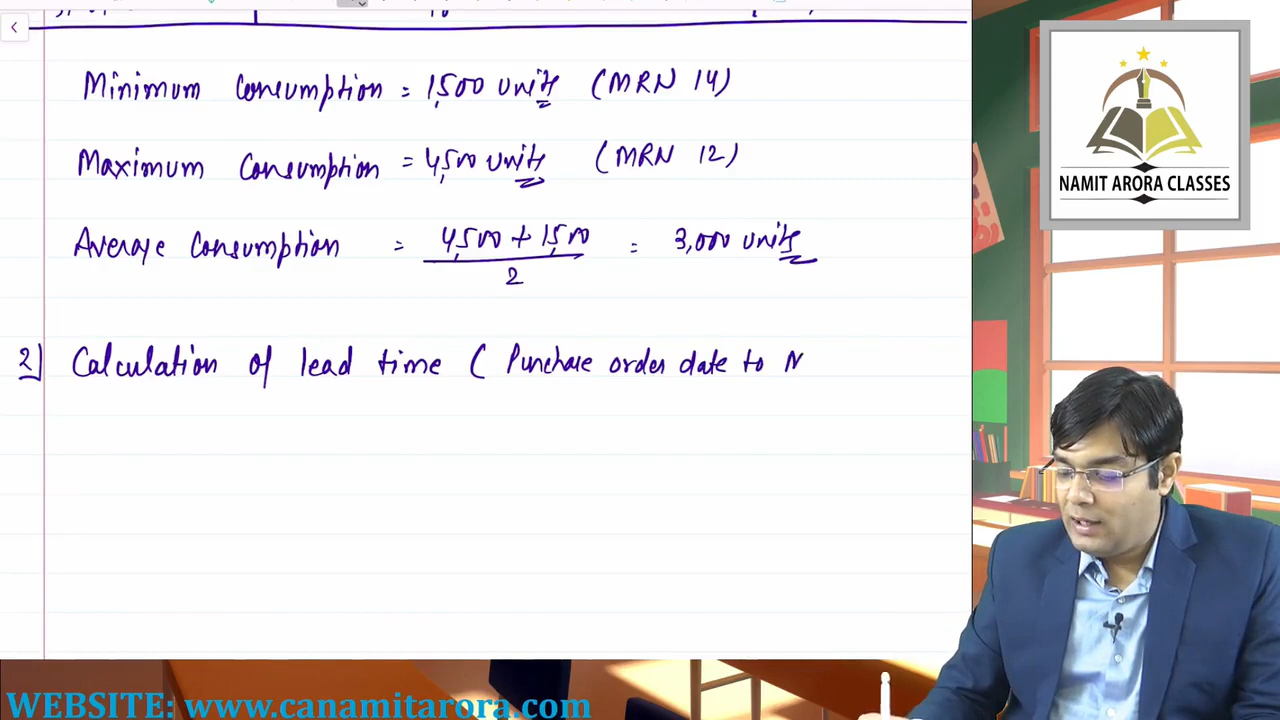 Minimum Consumption = 1,500 units (MRN 14)
Maximum Consumption = 4,500 units (MRN 12)
Average Consumption = 4,500 + 1,500 / 2 = 3,000 units
2] Calculation of lead time ( Purchase order date to N
NAMIT ARORA CLASSES
WEBSITE: www.canamitarora.com